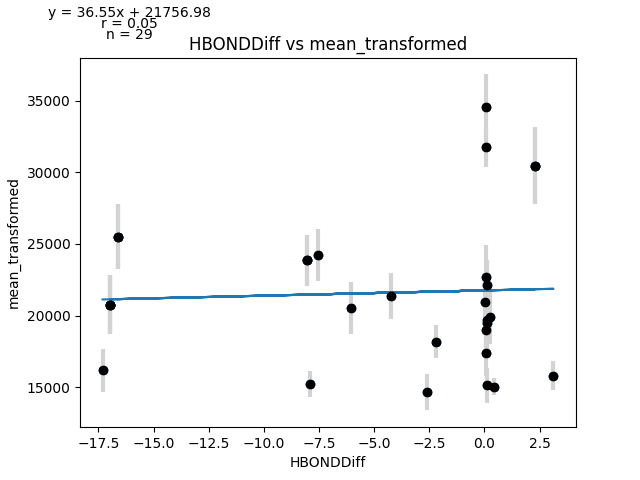 y = 36.55x + 21756.98
r = 0.05
n = 29
HBONDDiff vs mean_transformed
mean_transformed
35000
30000
25000
20000
15000
−17.5 −15.0 −12.5 −10.0 −7.5 −5.0 −2.5 0.0 2.5
HBONDDiff